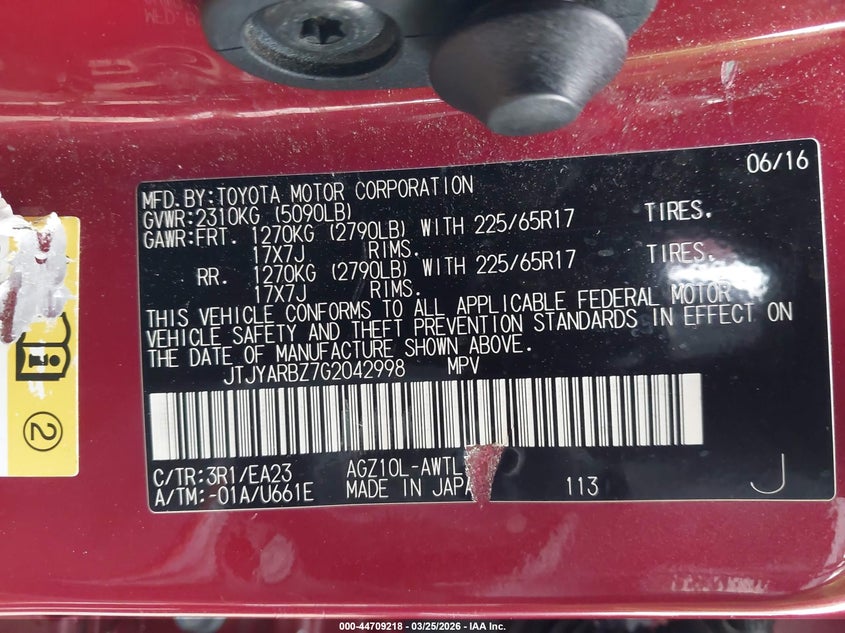 06/16
MFD.BY:TOYOTA MOTOR CORPORATION
GVWR:2310KG (5090LB)
GAWR:FRT. 1270KG (2790LB) WITH 225/65R17 TIRES.
17X7J RIMS.
RR. 1270KG (2790LB) WITH 225/65R17 TIRES.
17X7J RIMS.
THIS VEHICLE CONFORMS TO ALL APPLICABLE FEDERAL MOTOR
VEHICLE SAFETY AND THEFT PREVENTION STANDARDS IN EFFECT ON
THE DATE OF MANUFACTURE SHOWN ABOVE.
JTJYARBZ7G2042998 MPV
C/TR:3R1/EA23 AGZ10L-AWTL
A/TM:-01A/U661E MADE IN JAPA 113 J
2
000-44709218 - 03/25/2026 - IAA Inc.